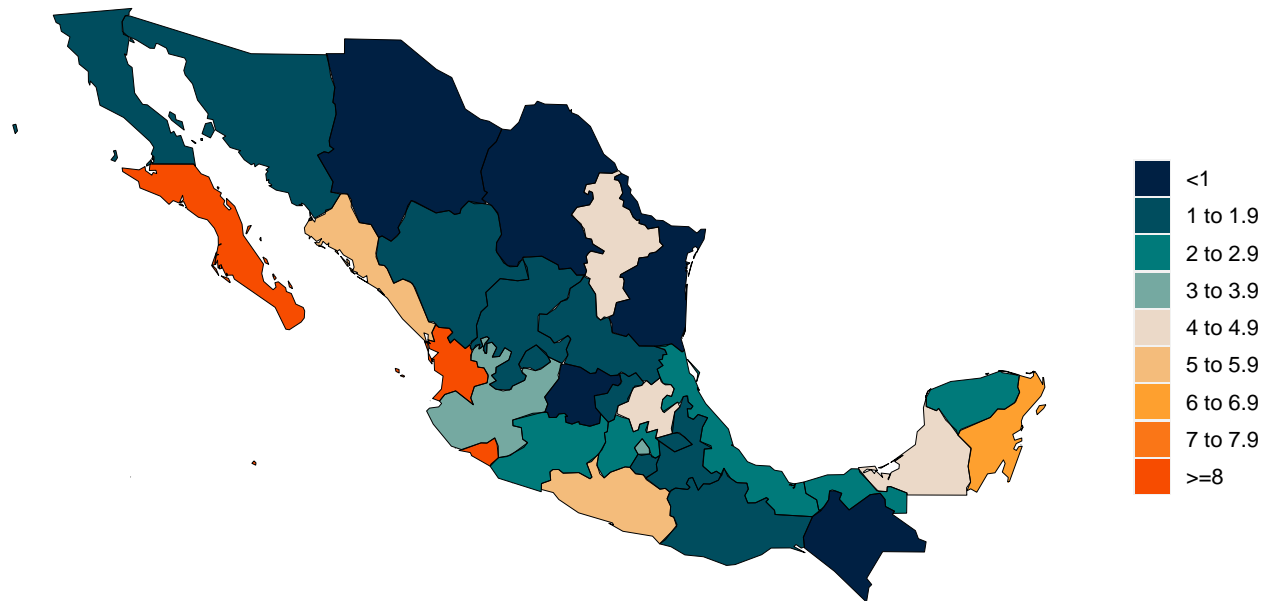 <1
1 to 1.9
2 to 2.9
3 to 3.9
4 to 4.9
5 to 5.9
6 to 6.9
7 to 7.9
>=8